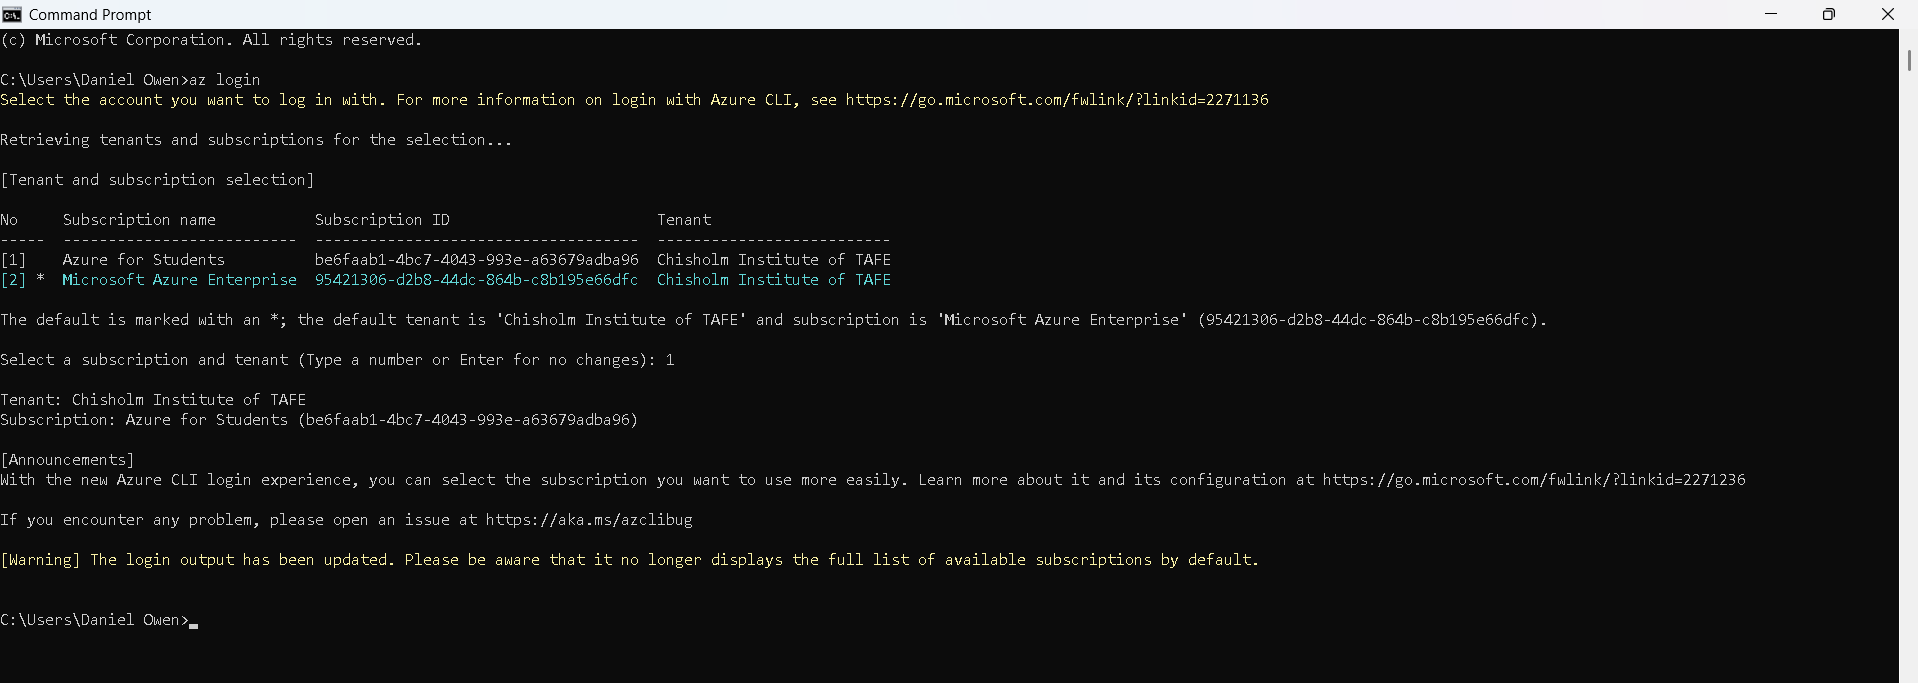 Command Prompt
(c) Microsoft Corporation. All rights reserved.
C:\Users\Daniel Owen>az login
Select the account you want to log in with. For more information on login with Azure CLI, see https://go.microsoft.com/fwlink/?linkid=2271136
Retrieving tenants and subscriptions for the selection...
[Tenant and subscription selection]
No     Subscription name           Subscription ID                       Tenant
-----  --------------------------  ------------------------------------  --------------------------
[1]    Azure for Students          be6faab1-4bc7-4043-993e-a63679adba96  Chisholm Institute of TAFE
[2] *  Microsoft Azure Enterprise  95421306-d2b8-44dc-864b-c8b195e66dfc  Chisholm Institute of TAFE
The default is marked with an *; the default tenant is 'Chisholm Institute of TAFE' and subscription is 'Microsoft Azure Enterprise' (95421306-d2b8-44dc-864b-c8b195e66dfc).
Select a subscription and tenant (Type a number or Enter for no changes): 1
Tenant: Chisholm Institute of TAFE
Subscription: Azure for Students (be6faab1-4bc7-4043-993e-a63679adba96)
[Announcements]
With the new Azure CLI login experience, you can select the subscription you want to use more easily. Learn more about it and its configuration at https://go.microsoft.com/fwlink/?linkid=2271236
If you encounter any problem, please open an issue at https://aka.ms/azclibug
[Warning] The login output has been updated. Please be aware that it no longer displays the full list of available subscriptions by default.
C:\Users\Daniel Owen>